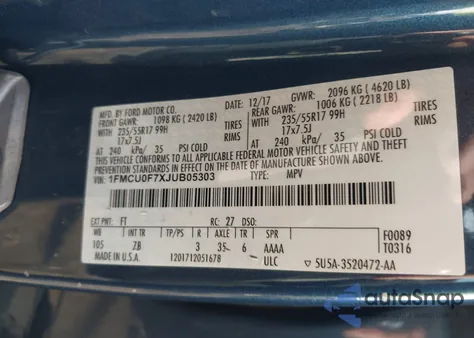 MFD. BY FORD MOTOR CO.
DATE: 12/17 GVWR: 2096 KG ( 4620 LB)
FRONT GAWR: 1098 KG ( 2420 LB) REAR GAWR: 1006 KG ( 2218 LB)
WITH TIRES 235/55R17 99H WITH TIRES 235/55R17 99H
RIMS 17x7.5J RIMS 17x7.5J
AT 240 kPa/ 35 PSI COLD AT 240 kPa/ 35 PSI COLD
THIS VEHICLE CONFORMS TO ALL APPLICABLE FEDERAL MOTOR VEHICLE SAFETY, BUMPER, AND THEFT
PREVENTION STANDARDS IN EFFECT ON THE DATE OF MANUFACTURE SHOWN ABOVE.
VIN: 1FMCU0F7XJUB05303 TYPE: MPV
EXT PNT: FT RC: 27 DSO:
WB INT TR TP/PS R AXLE TR SPR F0089
105 7B 3 35 6 AAAA T0316
MADE IN U.S.A. 1201712051678 ULC 5U5A-3520472-AA
autoSnap